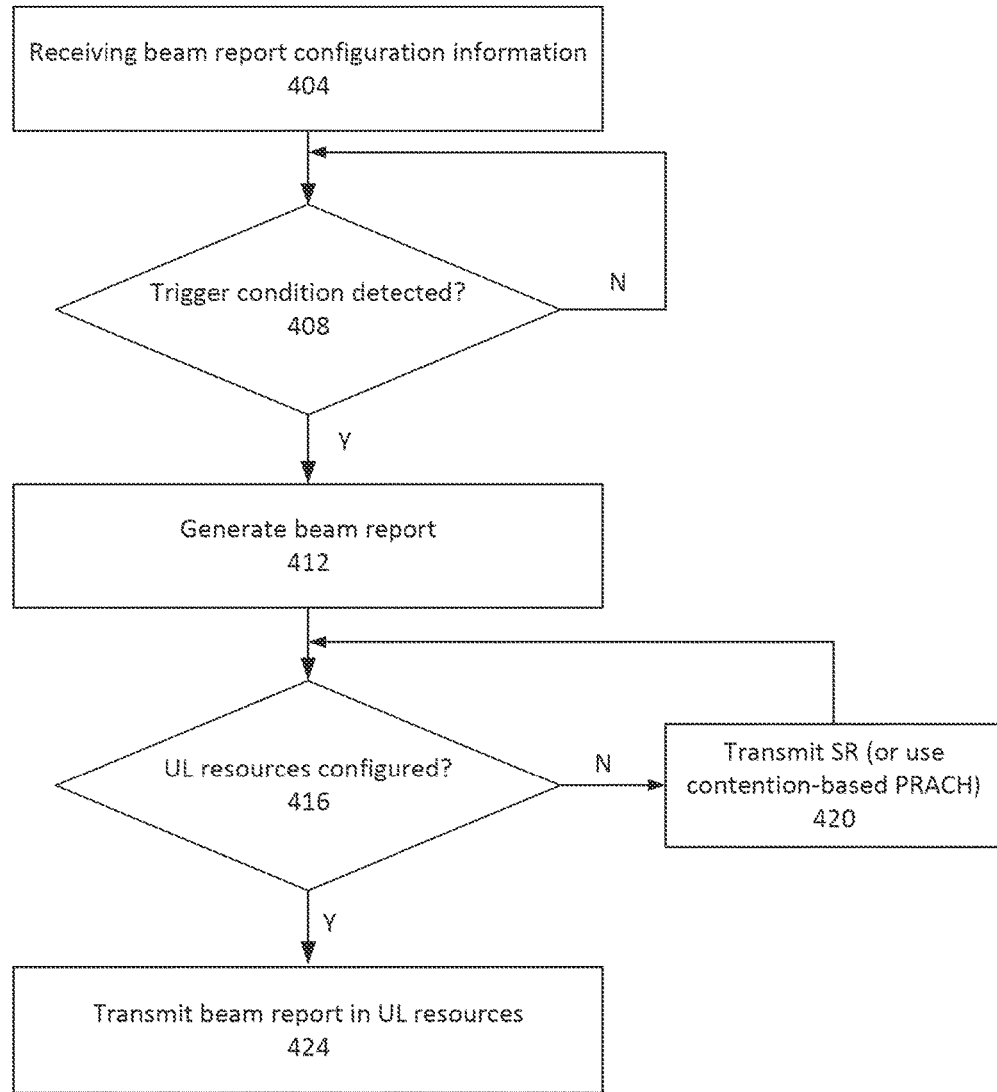 Receiving beam report configuration information
404
Trigger condition detected?
408
N
Y
Generate beam report
412
UL resources configured?
416
N
Transmit SR (or use
contention-based PRACH)
420
Y
Transmit beam report in UL resources
424